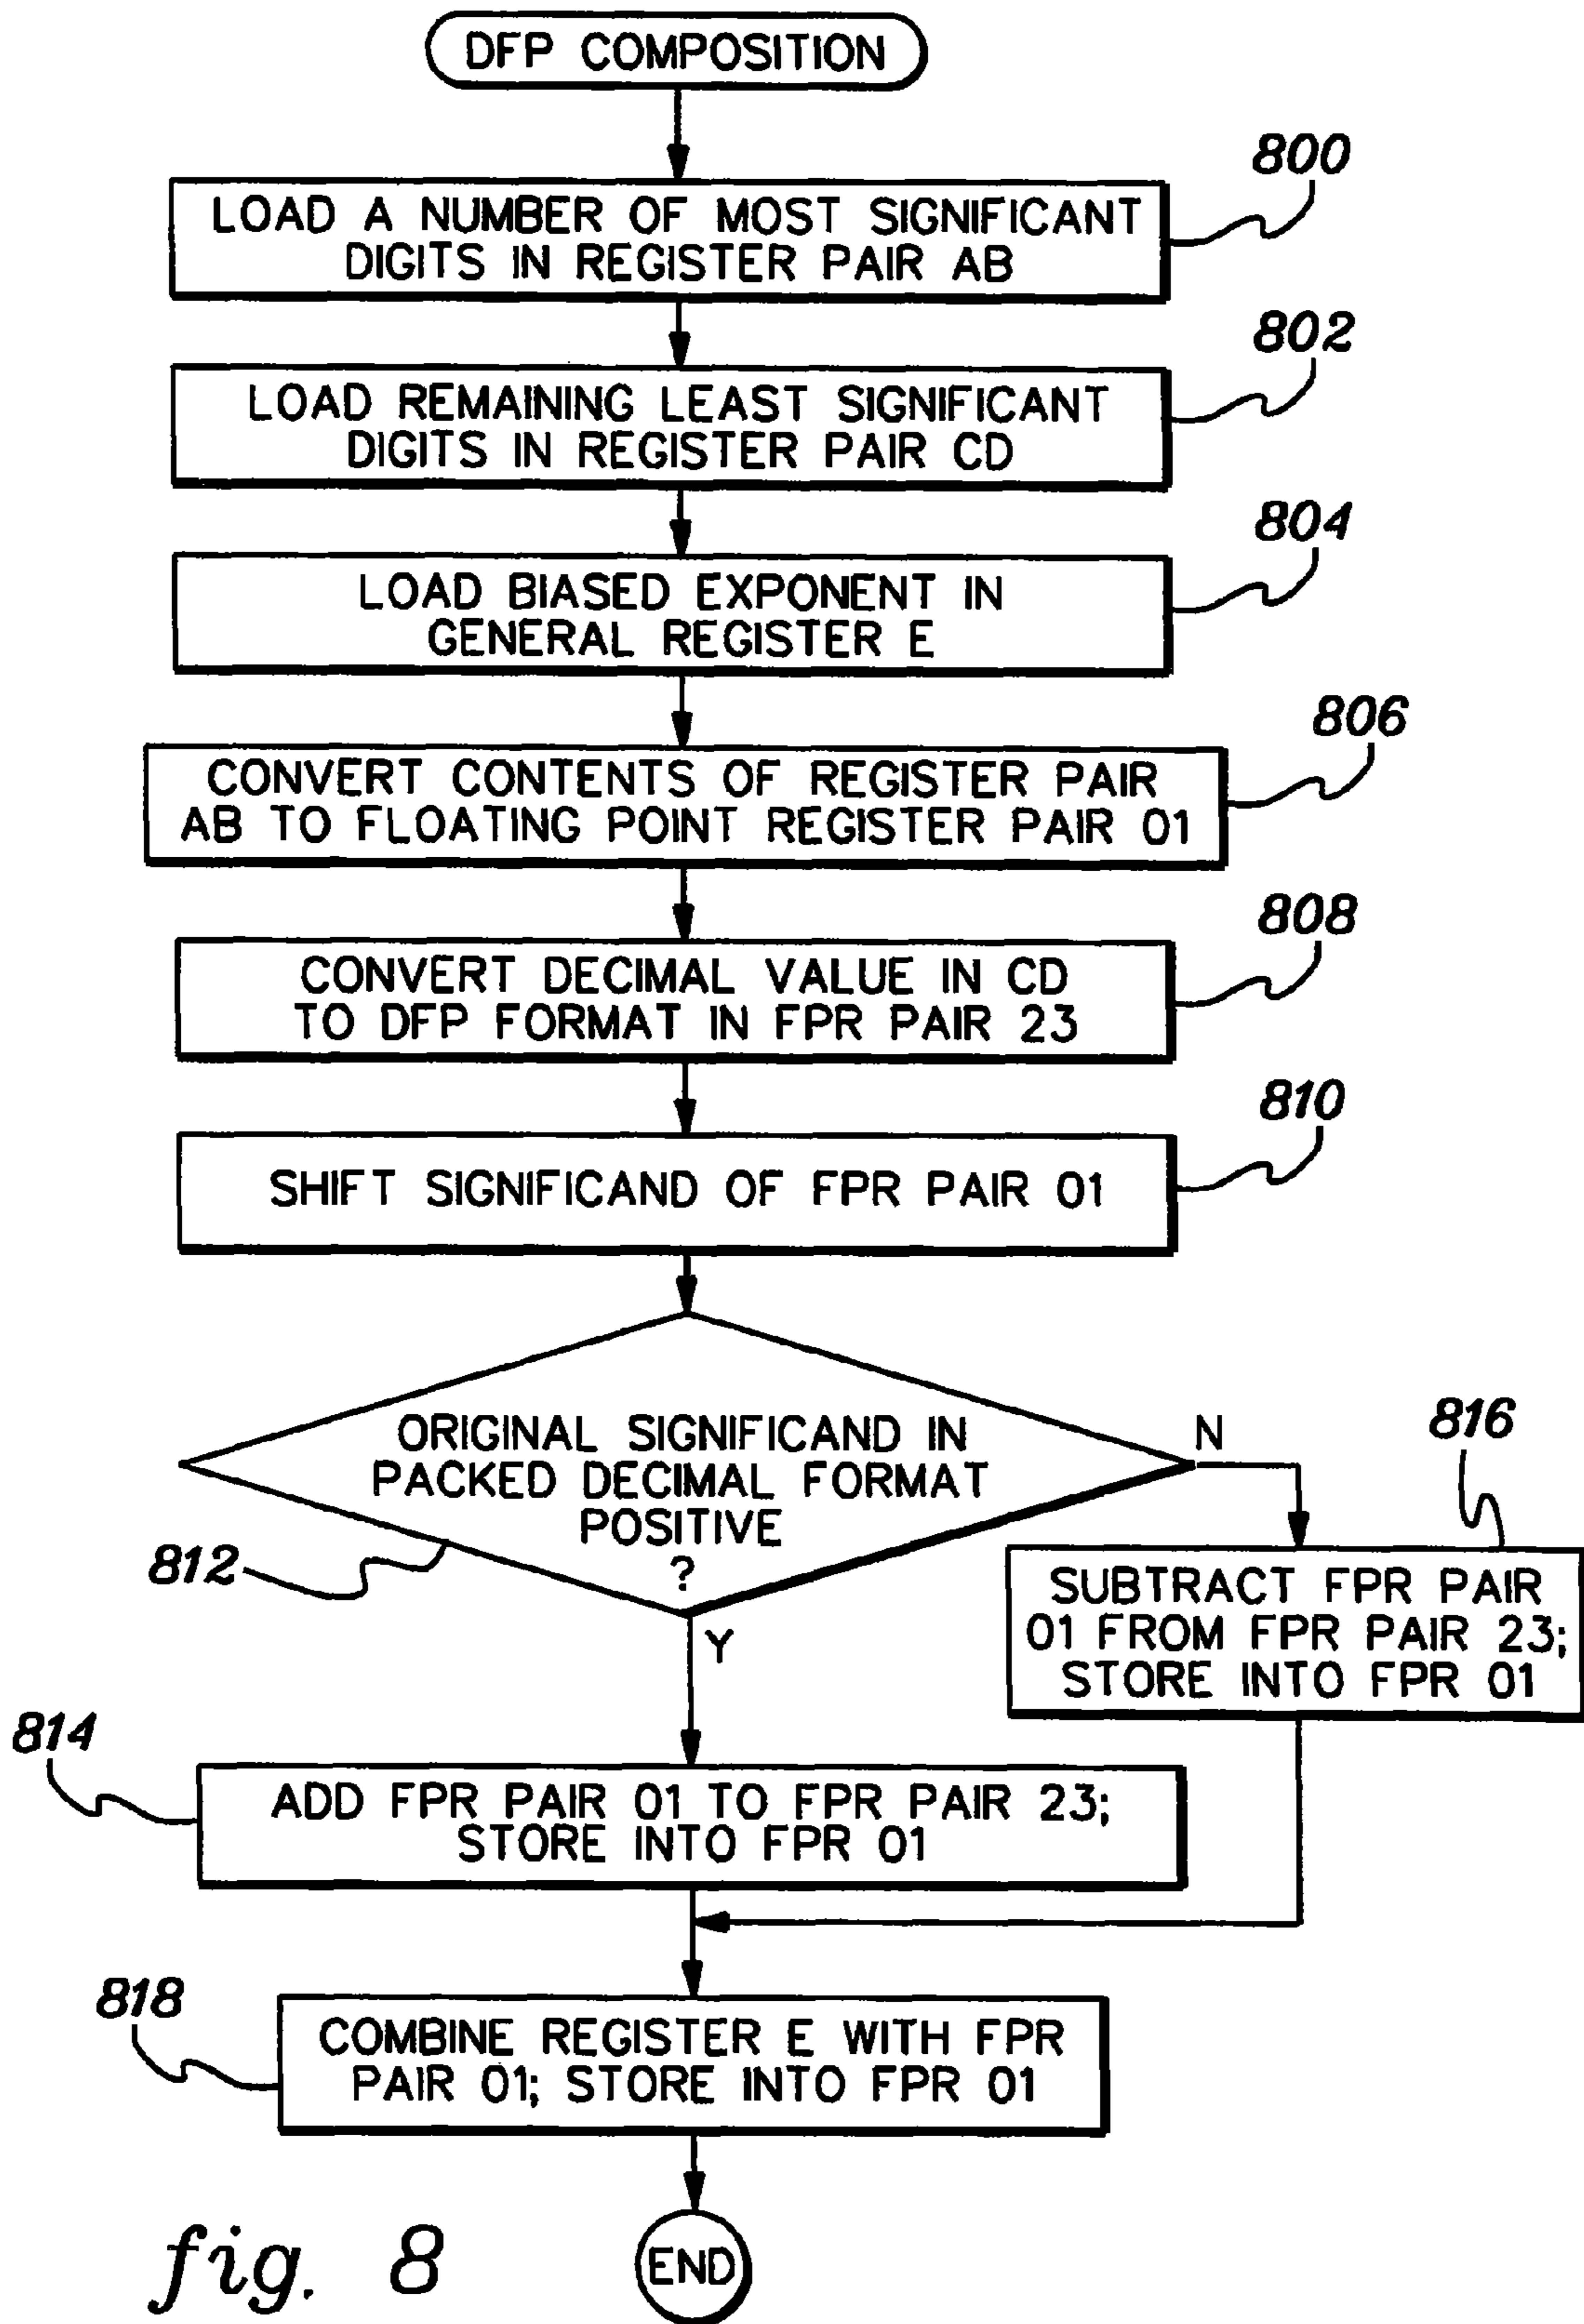 DFP COMPOSITION
800
LOAD A NUMBER OF MOST SIGNIFICANT
DIGITS IN REGISTER PAIR AB
802
LOAD REMAINING LEAST SIGNIFICANT
DIGITS IN REGISTER PAIR CD
804
LOAD BIASED EXPONENT IN
GENERAL REGISTER E
806
CONVERT CONTENTS OF REGISTER PAIR
AB TO FLOATING POINT REGISTER PAIR 01
808
CONVERT DECIMAL VALUE IN CD
TO DFP FORMAT IN FPR PAIR 23
810
SHIFT SIGNIFICAND OF FPR PAIR 01
ORIGINAL SIGNIFICAND IN
PACKED DECIMAL FORMAT
POSITIVE
?
812
N
816
SUBTRACT FPR PAIR
01 FROM FPR PAIR 23;
STORE INTO FPR 01
Y
814
ADD FPR PAIR 01 TO FPR PAIR 23;
STORE INTO FPR 01
818
COMBINE REGISTER E WITH FPR
PAIR 01; STORE INTO FPR 01
END
fig. 8